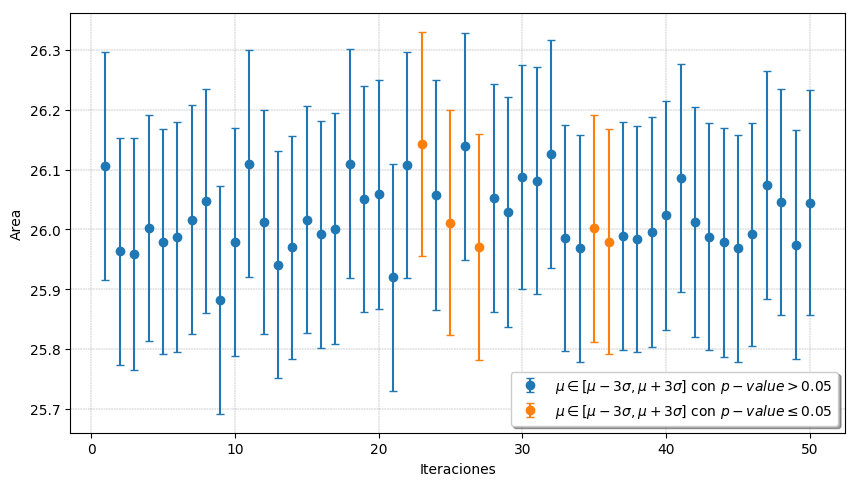 26.3
26.2
26.1
26.0
25.9
25.8
25.7
Area
0 10 20 30 40 50
Iteraciones
μ ∈ [μ − 3σ, μ + 3σ] con p − value > 0.05
μ ∈ [μ − 3σ, μ + 3σ] con p − value ≤ 0.05